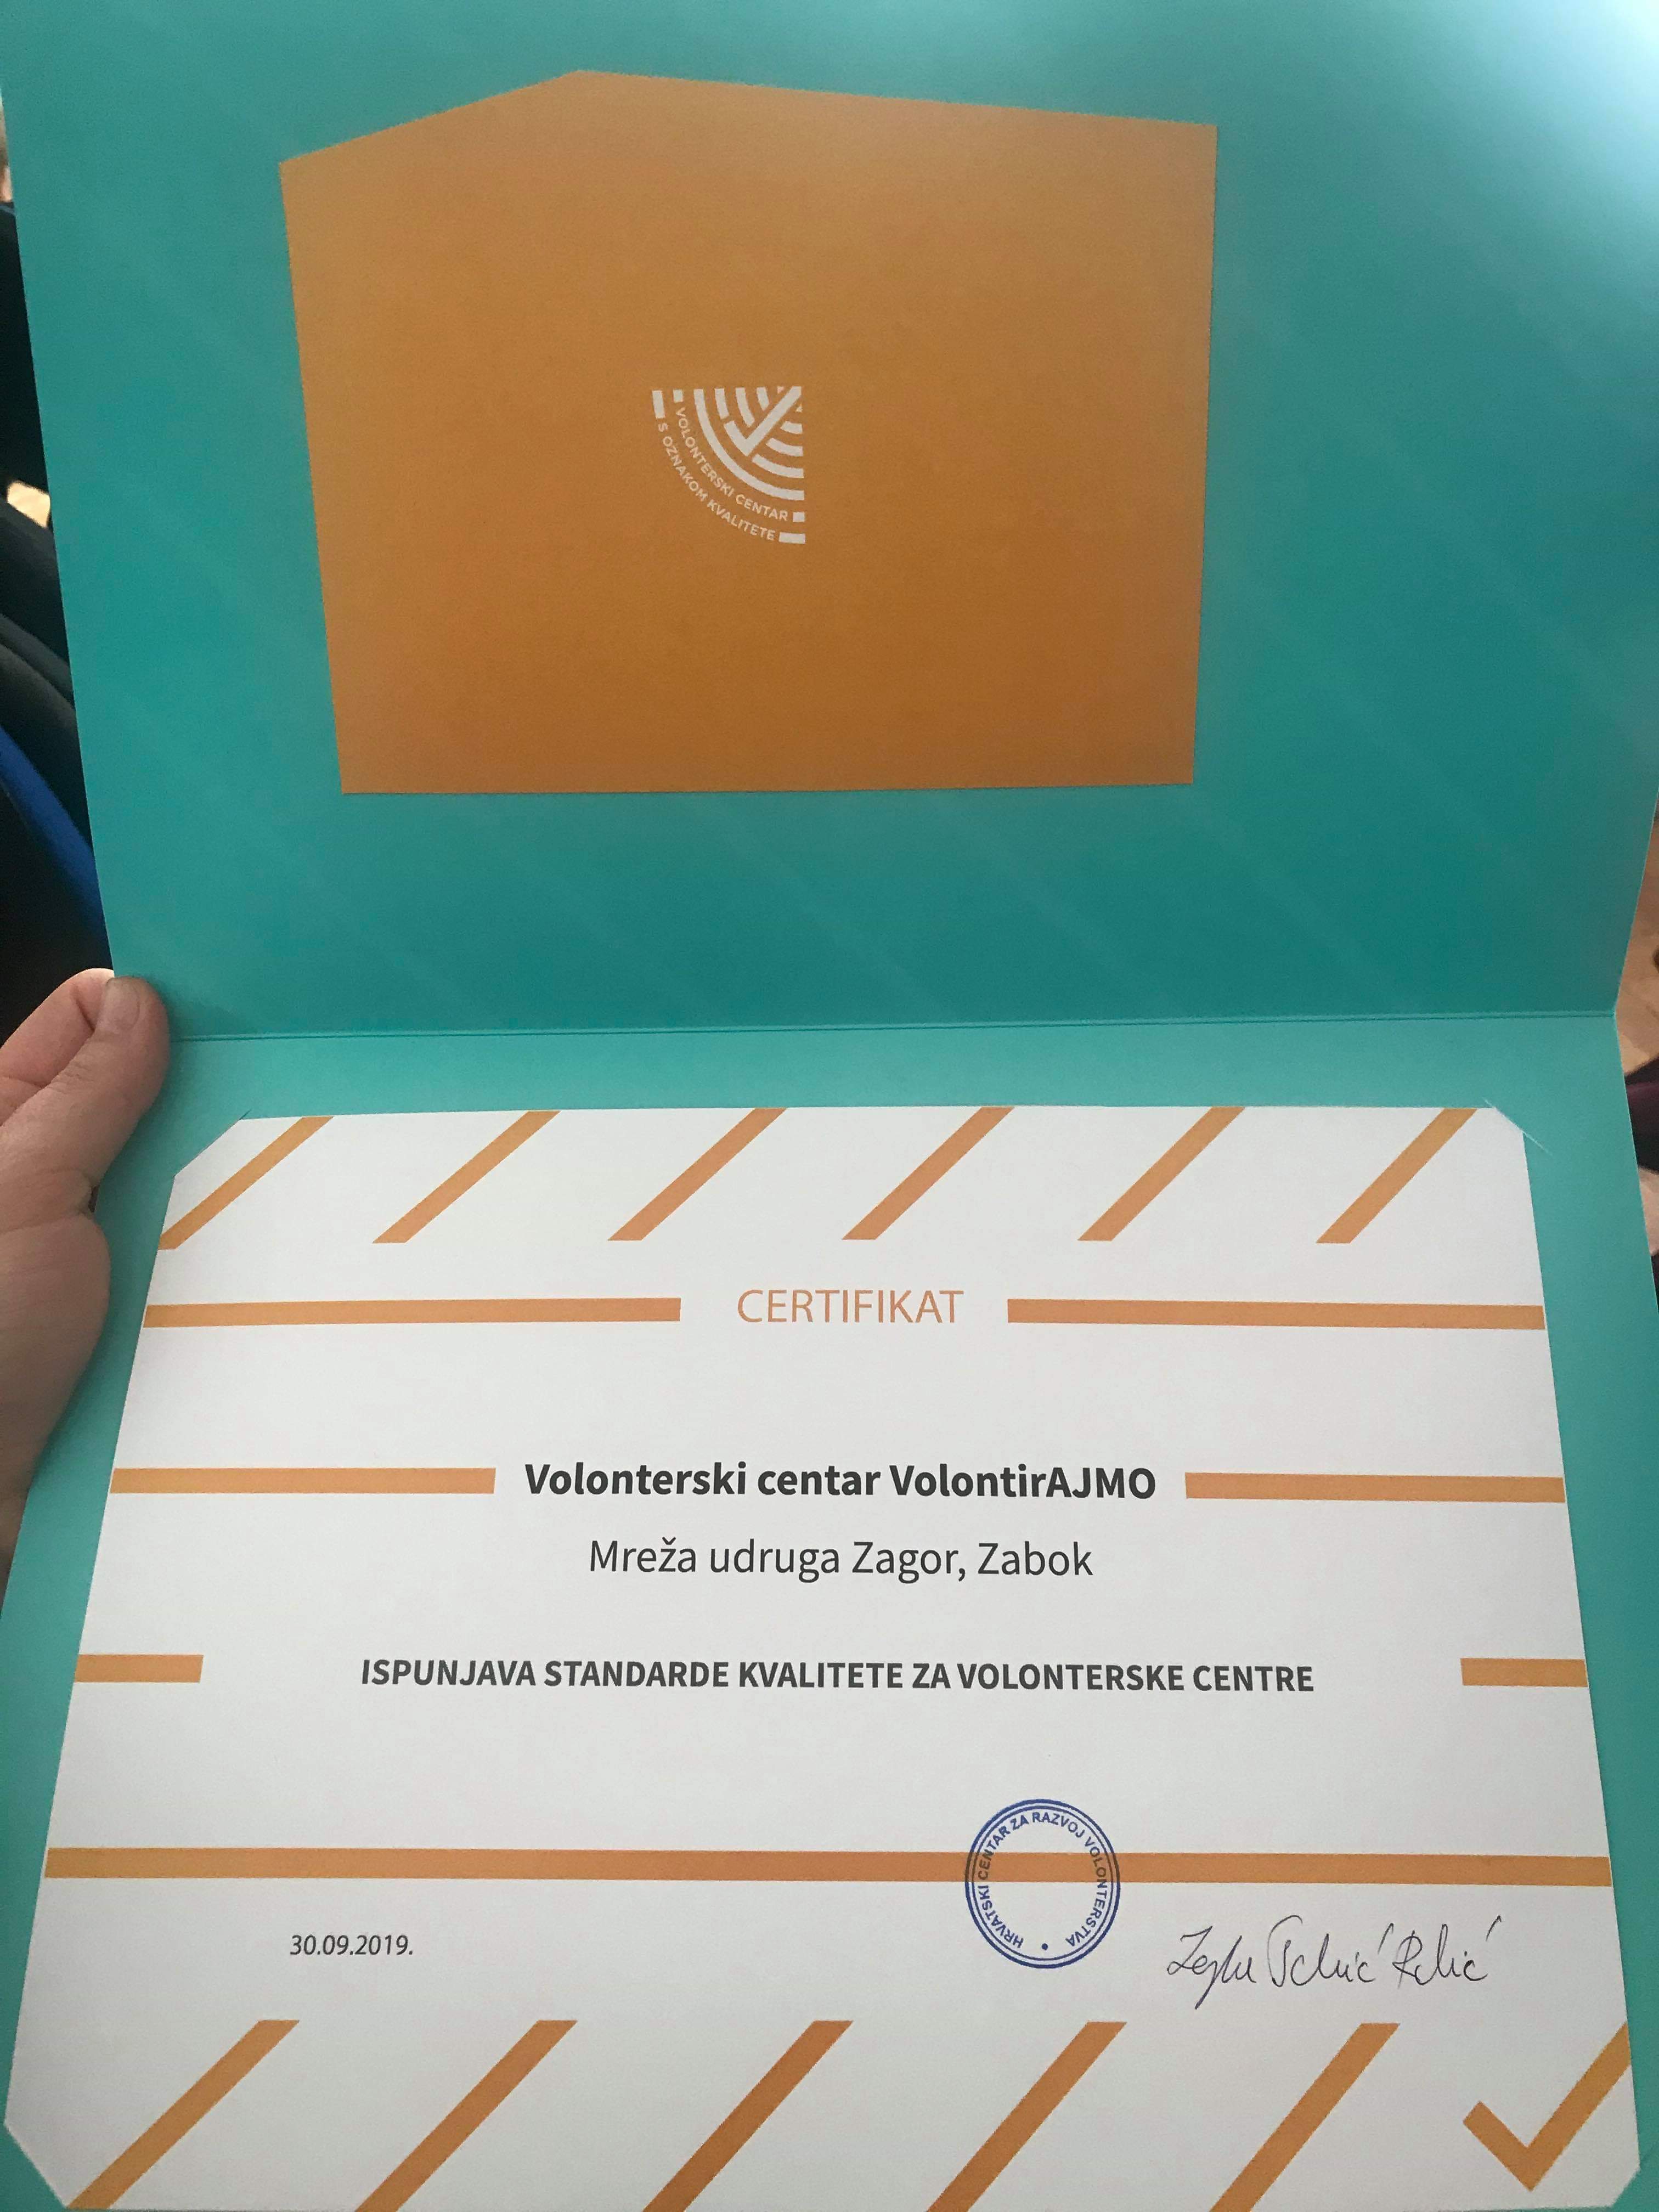 VOLONTERSKI CENTAR
S OZNAKOM KVALITETE
CERTIFIKAT
Volonterski centar VolontirAJMO
Mreža udruga Zagor, Zabok
ISPUNJAVA STANDARDE KVALITETE ZA VOLONTERSKE CENTRE
HRVATSKI CENTAR ZA RAZVOJ VOLONTERSTVA
30.09.2019.